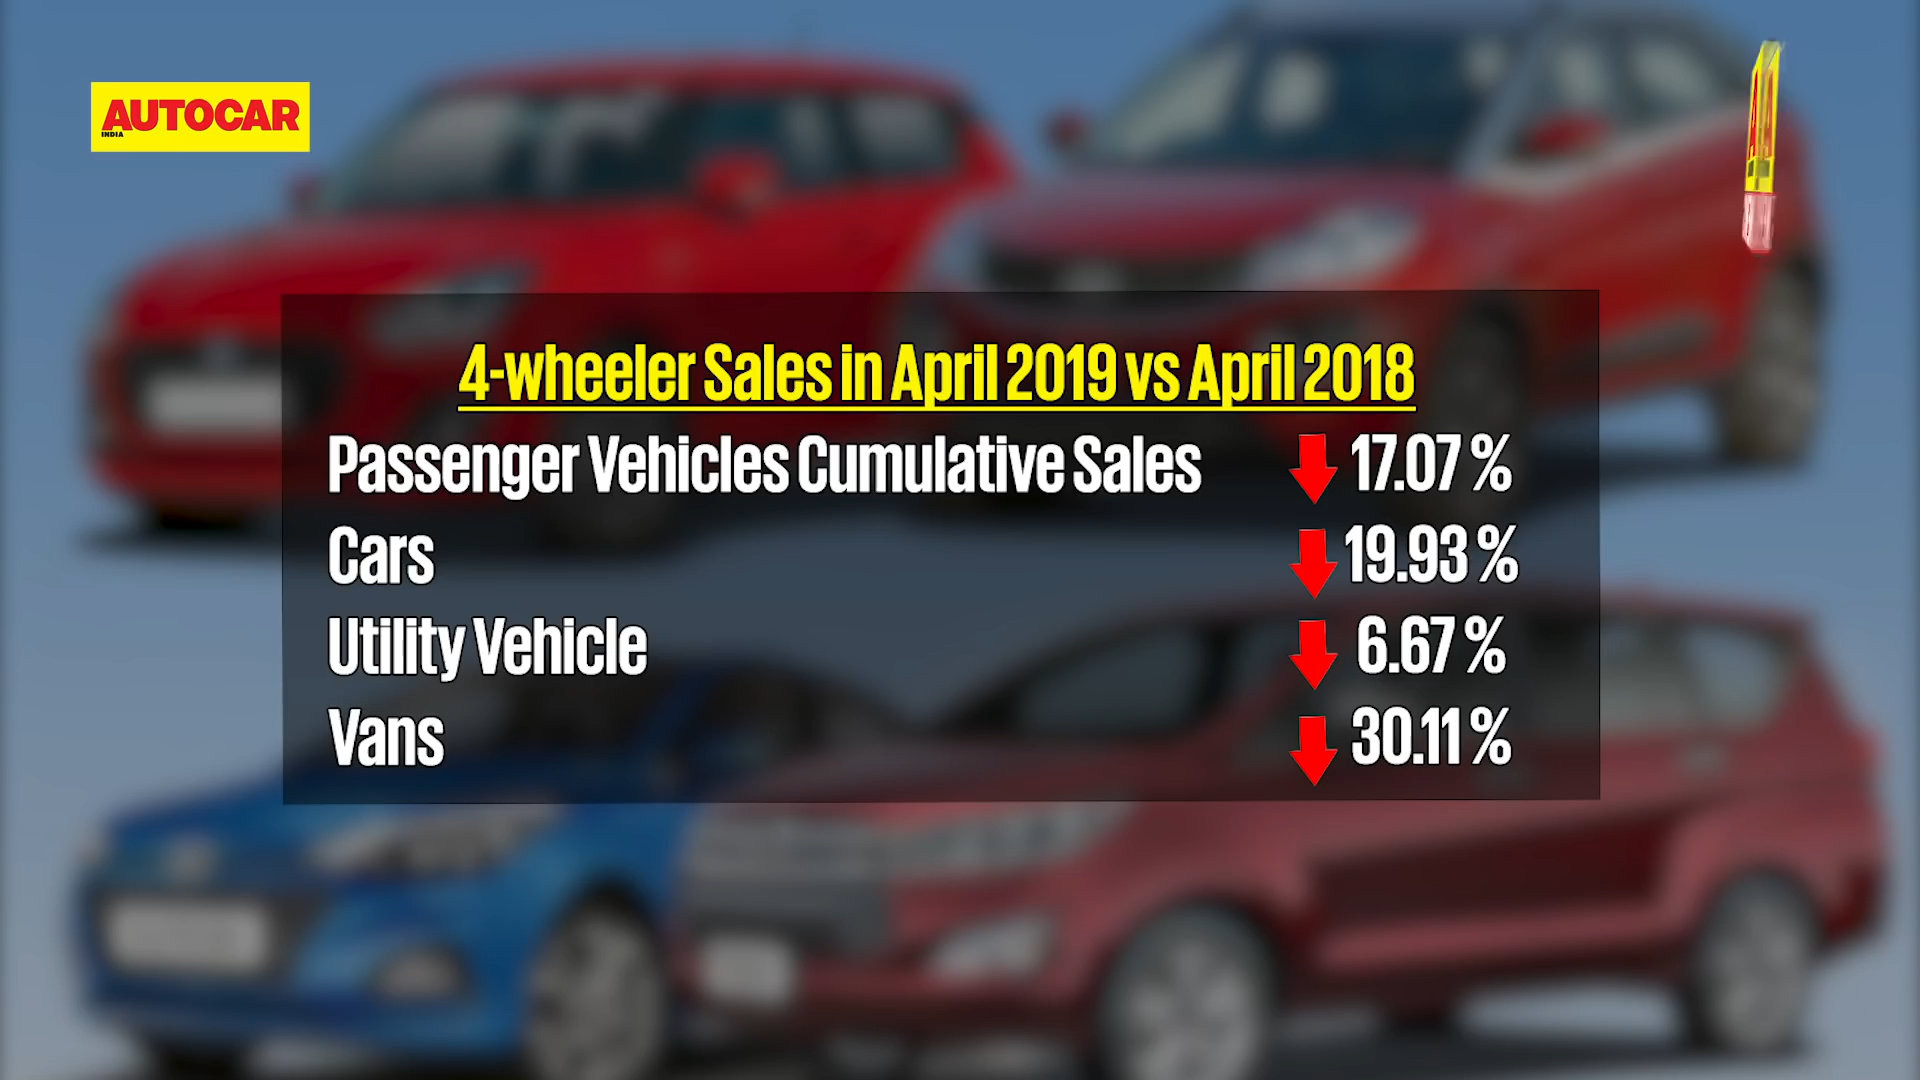 AUTOCAR
INDIA
4-wheeler Sales in April 2019 vs April 2018
Passenger Vehicles Cumulative Sales 17.07 %
Cars 19.93 %
Utility Vehicle 6.67 %
Vans 30.11 %